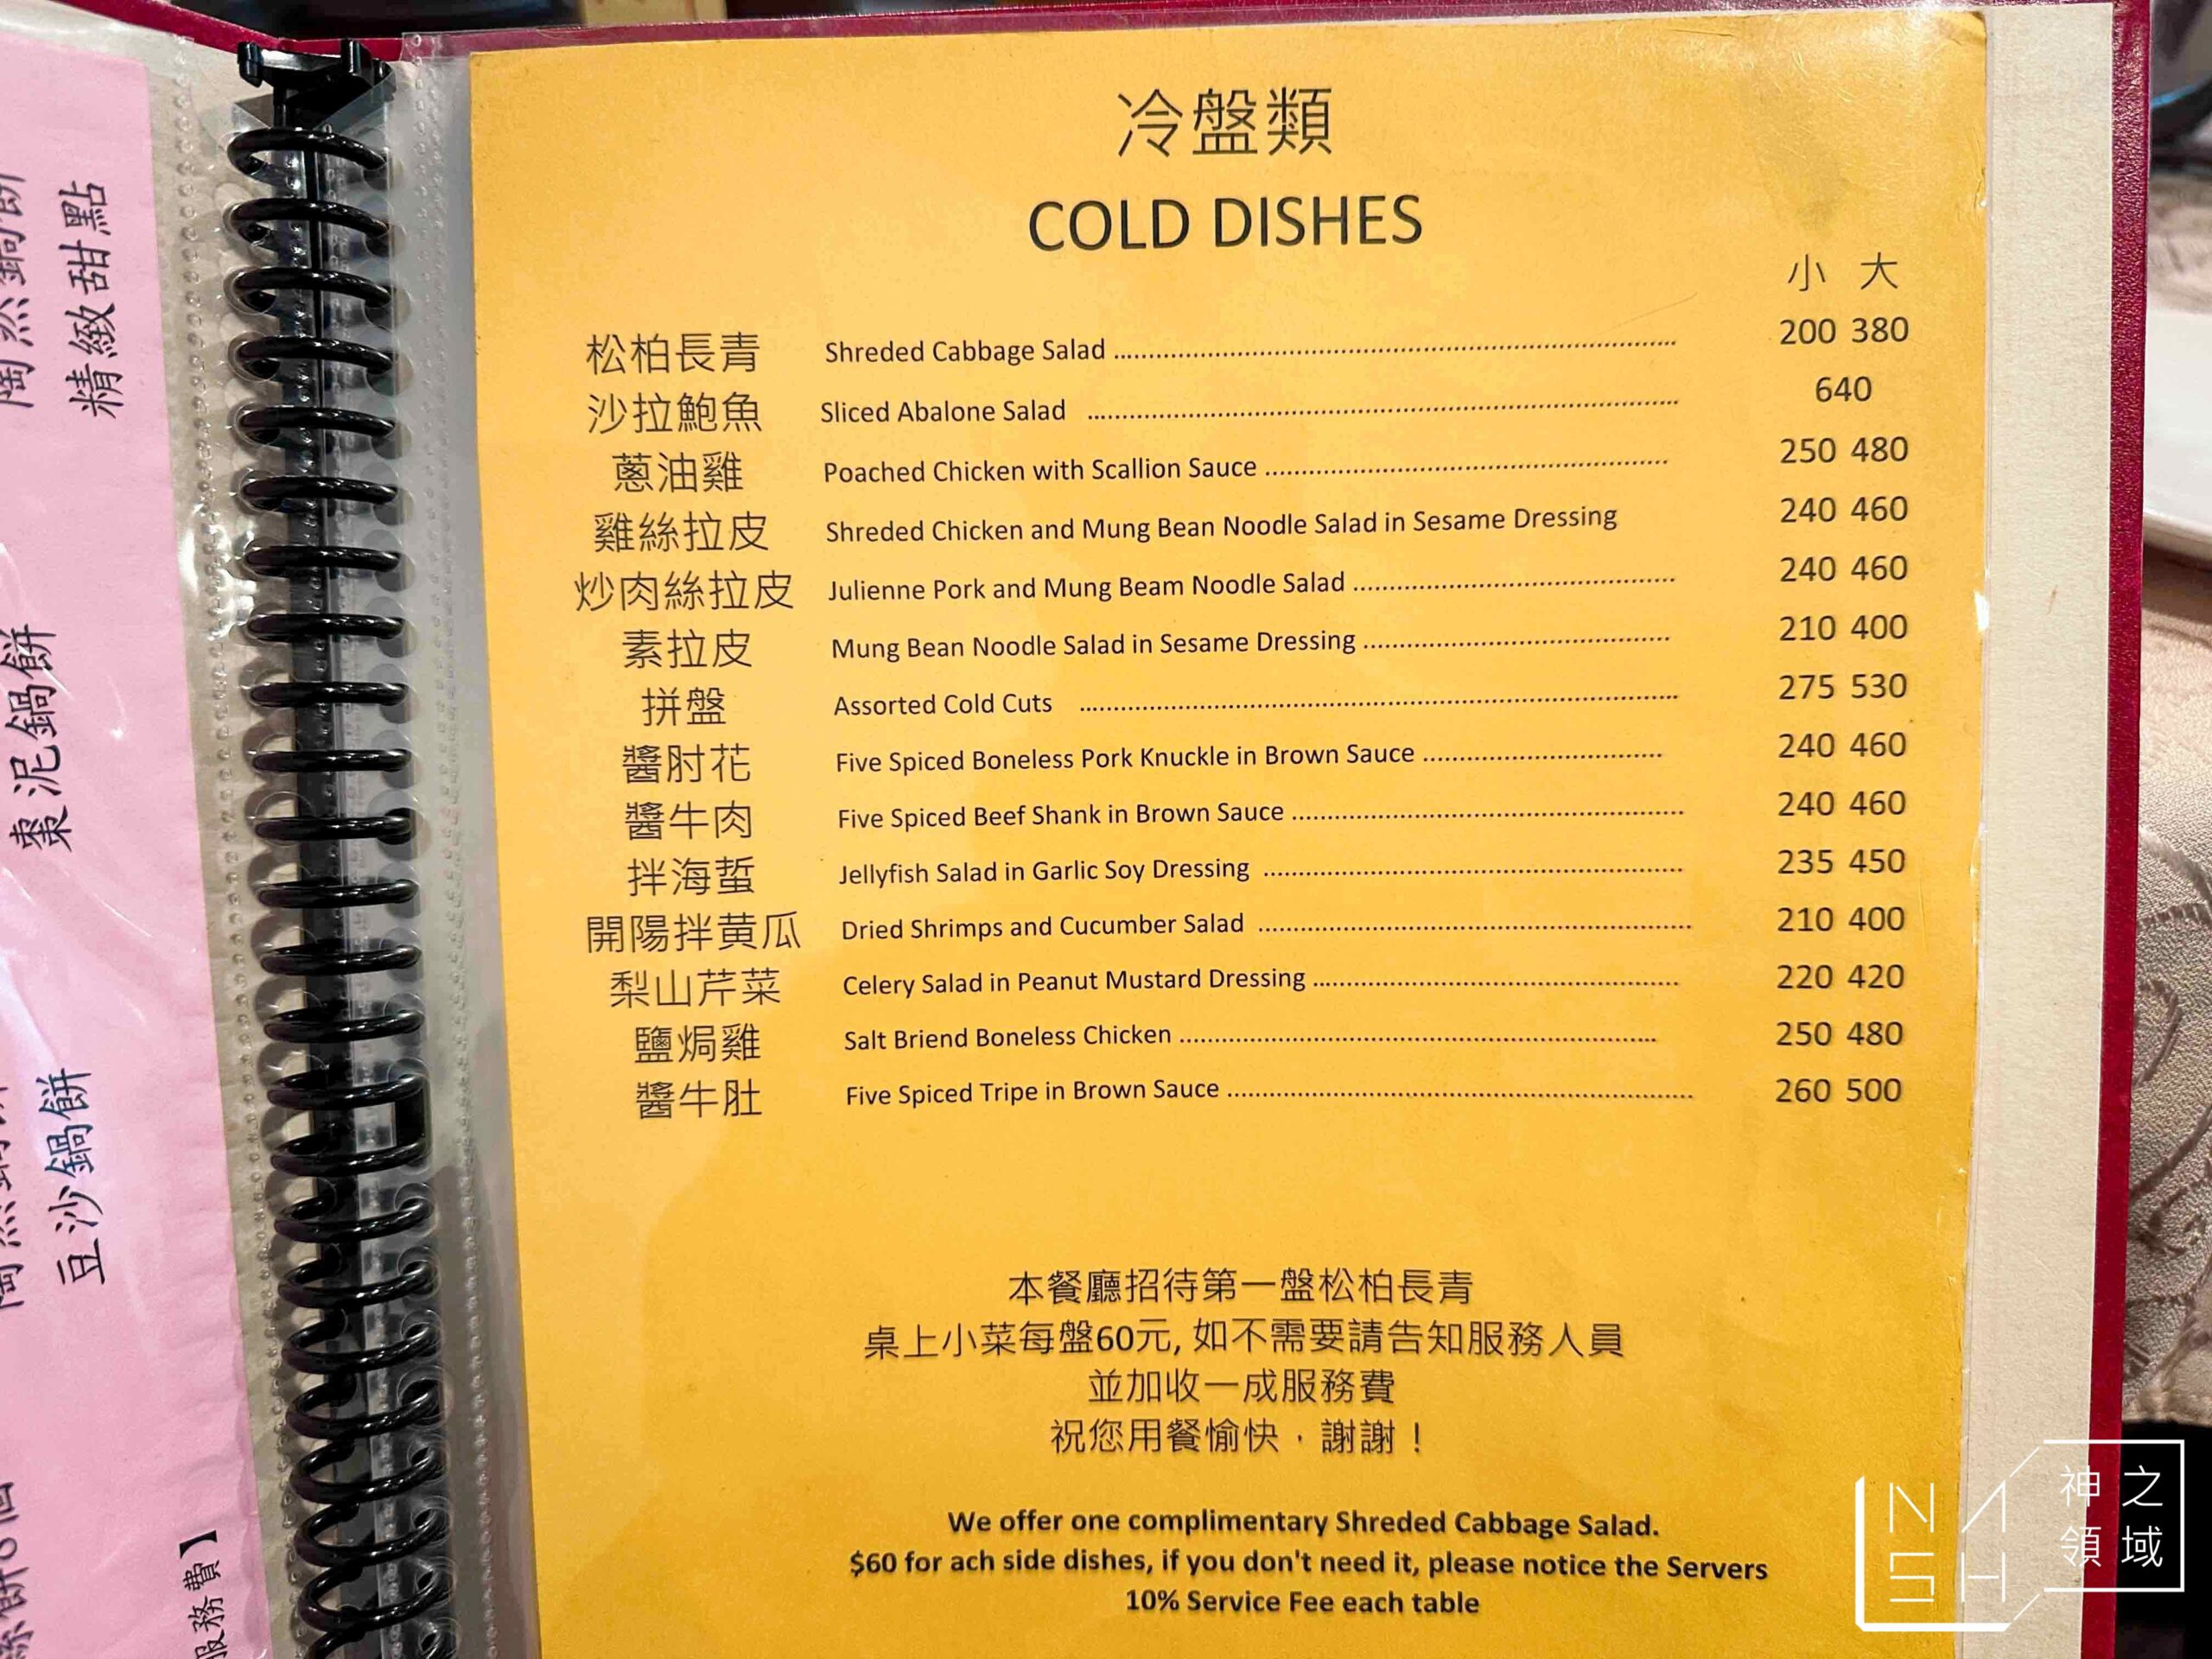 精緻甜點
棗泥鍋餅
豆沙鍋餅
服務費】
冷盤類
COLD DISHES
小 大
松柏長青 Shreded Cabbage Salad 200 380
沙拉鮑魚 Sliced Abalone Salad 640
蔥油雞 Poached Chicken with Scallion Sauce 250 480
雞絲拉皮 Shreded Chicken and Mung Bean Noodle Salad in Sesame Dressing 240 460
炒肉絲拉皮 Julienne Pork and Mung Beam Noodle Salad 240 460
素拉皮 Mung Bean Noodle Salad in Sesame Dressing 210 400
拼盤 Assorted Cold Cuts 275 530
醬肘花 Five Spiced Boneless Pork Knuckle in Brown Sauce 240 460
醬牛肉 Five Spiced Beef Shank in Brown Sauce 240 460
拌海蜇 Jellyfish Salad in Garlic Soy Dressing 235 450
開陽拌黄瓜 Dried Shrimps and Cucumber Salad 210 400
梨山芹菜 Celery Salad in Peanut Mustard Dressing 220 420
鹽焗雞 Salt Briend Boneless Chicken 250 480
醬牛肚 Five Spiced Tripe in Brown Sauce 260 500
本餐廳招待第一盤松柏長青
桌上小菜每盤60元, 如不需要請告知服務人員
並加收一成服務費
祝您用餐愉快，謝謝！
We offer one complimentary Shreded Cabbage Salad.
$60 for ach side dishes, if you don't need it, please notice the Servers
10% Service Fee each table
NASH 神之領域